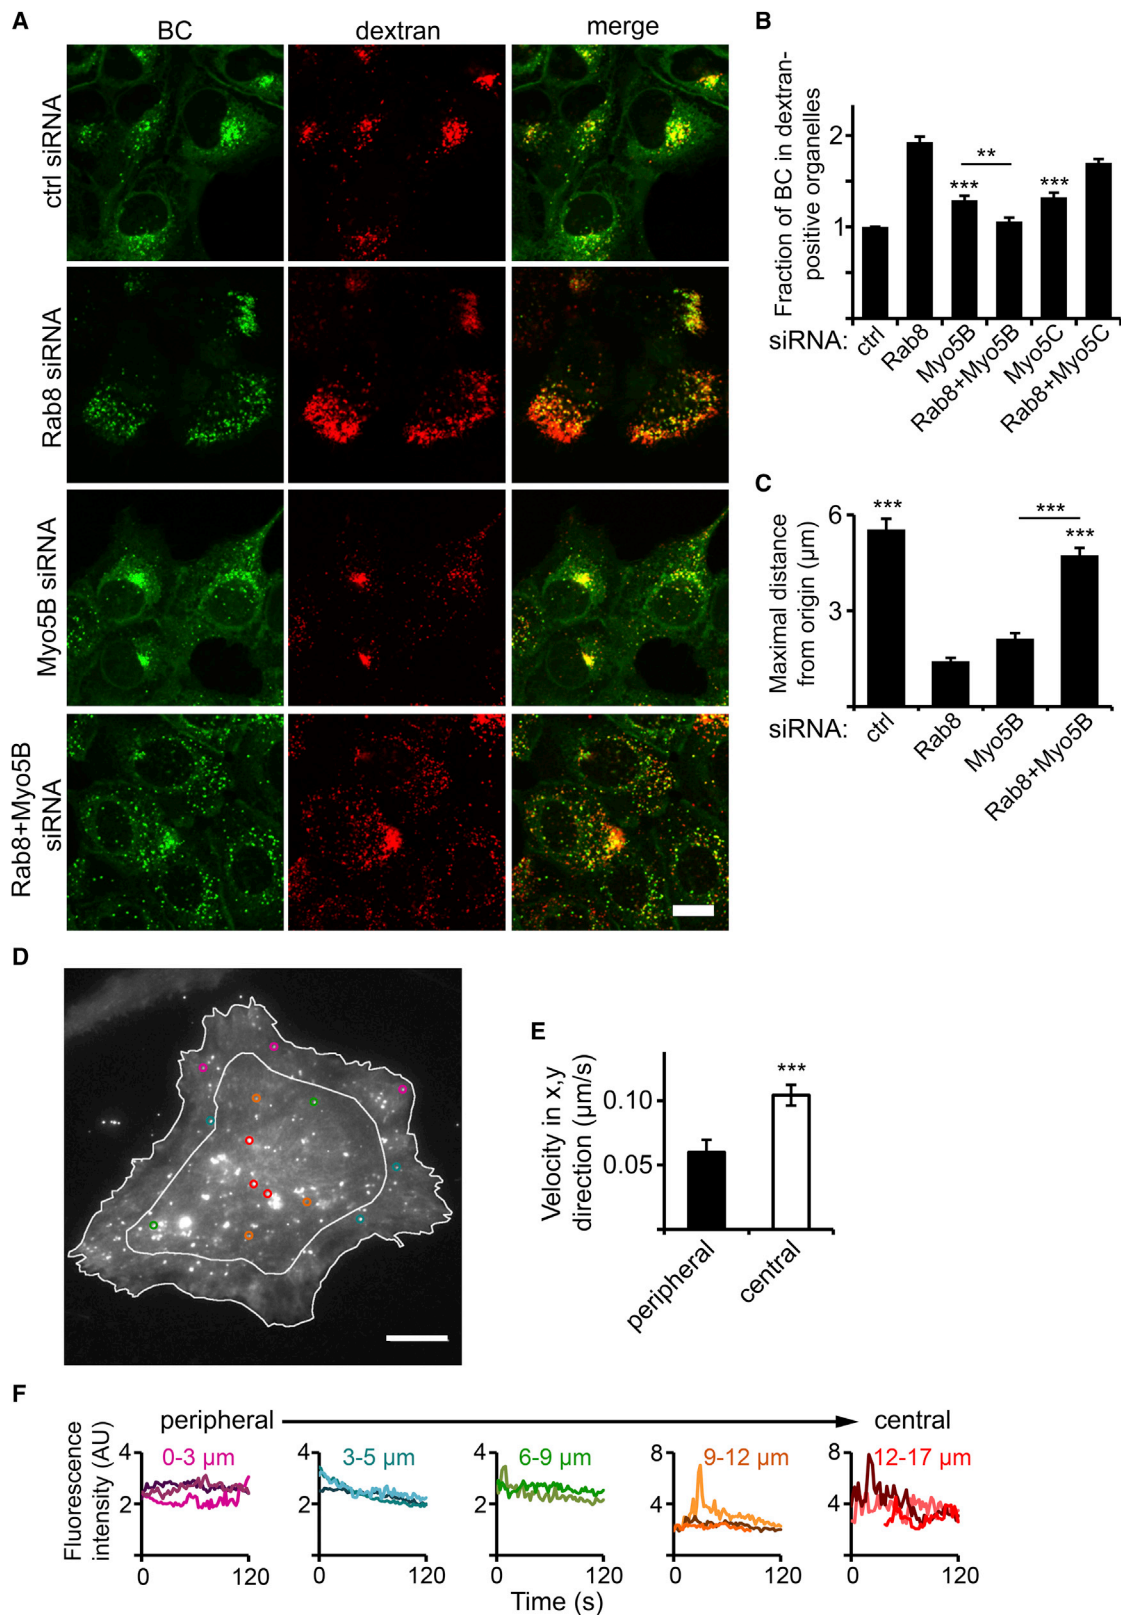 A
BC
dextran
merge
ctrl siRNA
Rab8 siRNA
Myo5B siRNA
Rab8+Myo5B
siRNA
B
Fraction of BC in dextran-
positive organelles
2
1
**
***
***
siRNA:
ctrl
Rab8
Myo5B
Rab8+Myo5B
Myo5C
Rab8+Myo5C
C
Maximal distance
from origin (µm)
6
3
***
***
***
siRNA:
ctrl
Rab8
Myo5B
Rab8+Myo5B
D
E
Velocity in x,y
direction (µm/s)
0.10
0.05
***
peripheral
central
F
peripheral
central
Fluorescence
intensity (AU)
4
2
0-3 µm
0
120
4
2
3-5 µm
0
120
4
2
6-9 µm
0
120
8
4
9-12 µm
0
120
8
4
12-17 µm
0
120
Time (s)